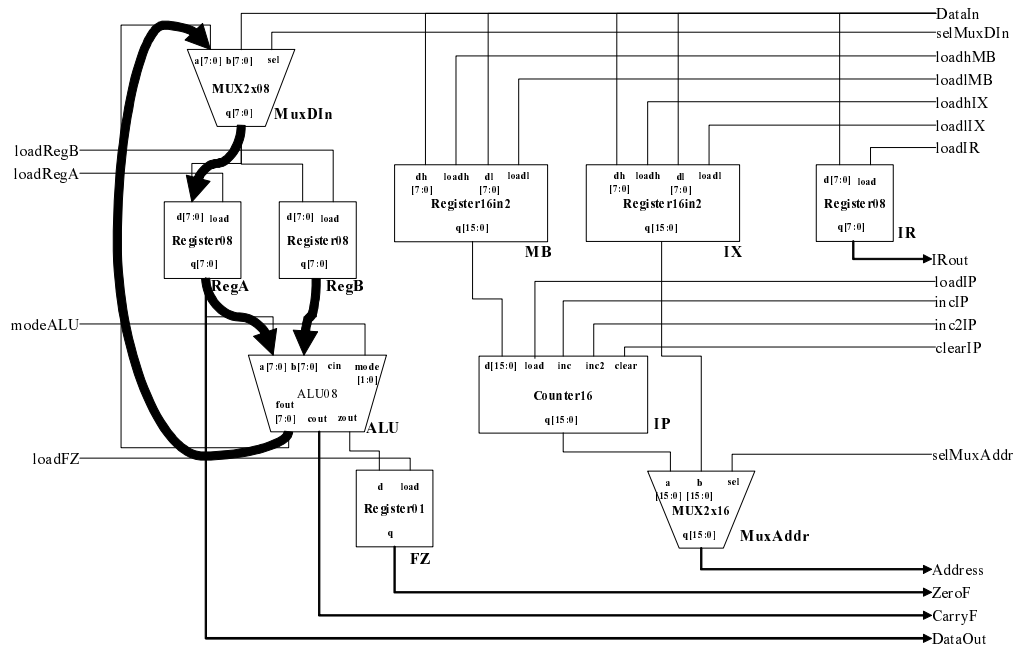 DataIn
selMuxDIn
a[7:0] b[7:0] sel
loadhMB
MUX2x08
loadlMB
loadhIX
q[7:0]
MuxDIn
loadlIX
loadRegB
loadIR
loadRegA
dh loadh dl loadl
[7:0] [7:0]
Register16in2
q[15:0]
MB
dh loadh dl loadl
[7:0] [7:0]
Register16in2
q[15:0]
IX
d[7:0] load
Register08
q[7:0]
IR
d[7:0] load
Register08
q[7:0]
RegA
d[7:0] load
Register08
q[7:0]
RegB
IRout
loadIP
incIP
modeALU
inc2IP
clearIP
a[7:0] b[7:0] cin mode
[1:0]
ALU08
fout
[7:0] cout zout
ALU
d[15:0] load inc inc2 clear
Counter16
q[15:0]
IP
loadFZ
selMuxAddr
d load
Register01
q
FZ
a b sel
[15:0] [15:0]
MUX2x16
q[15:0]
MuxAddr
Address
ZeroF
CarryF
DataOut